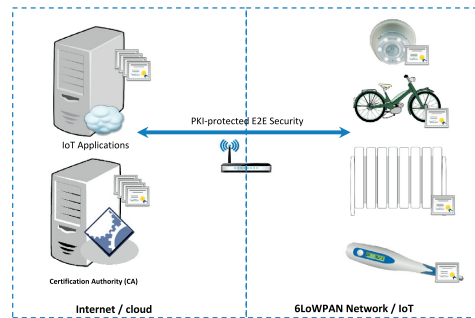 PKI-protected E2E Security
IoT Applications
Certification Authority (CA)
Internet / cloud
6LoWPAN Network / IoT